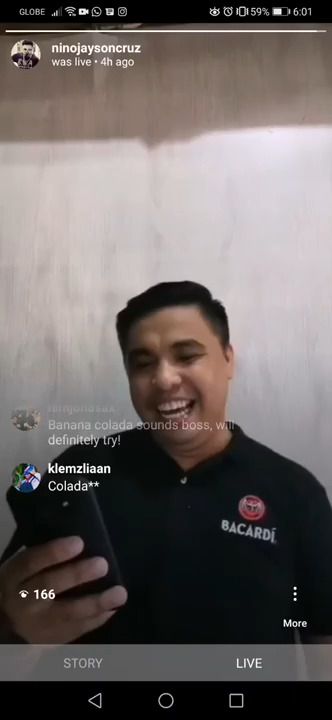 GLOBE
59%
6:01
ninojaysoncruz
was live • 4h ago
Banana colada sounds boss, will
definitely try!
klemzliaan
Colada**
BACARDÍ
166
More
STORY
LIVE